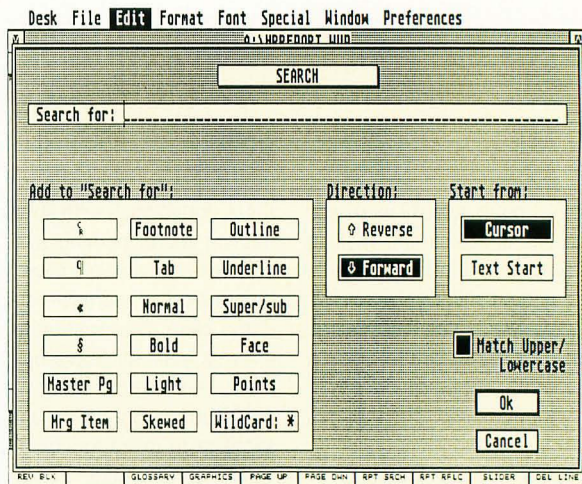 Desk File Edit Format Font Special Window Preferences
SEARCH
Search for:
Add to "Search for":
Direction:
Start from:
CR Footnote Outline
⇧ Reverse
Cursor
¶ Tab Underline
⇩ Forward
Text Start
Normal Super/sub
§ Bold Face
Match Upper/
Lowercase
Master Pg Light Points
Ok
Mrg Item Skewed WildCard: *
Cancel
REV BLK GLOSSARY GRAPHICS PAGE UP PAGE DWN RPT SRCH RPT RPLC SLIDER DEL LINE